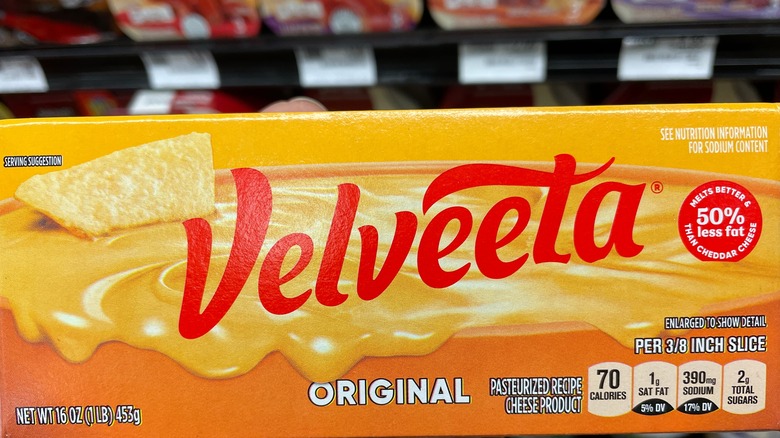 SERVING SUGGESTION
SEE NUTRITION INFORMATION
FOR SODIUM CONTENT
Velveeta®
MELTS BETTER &
50%
less fat
THAN CHEDDAR CHEESE
ENLARGED TO SHOW DETAIL
PER 3/8 INCH SLICE
ORIGINAL
PASTEURIZED RECIPE
CHEESE PRODUCT
70
CALORIES
1g
SAT FAT
5% DV
390mg
SODIUM
17% DV
2g
TOTAL
SUGARS
NET WT 16 OZ (1 LB) 453g